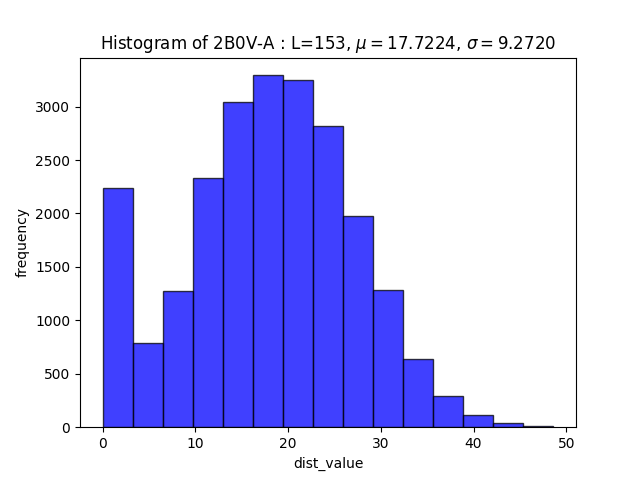 Histogram of 2B0V-A : L=153, μ = 17.7224, σ = 9.2720
3000
2500
2000
1500
1000
500
0
frequency
0 10 20 30 40 50
dist_value